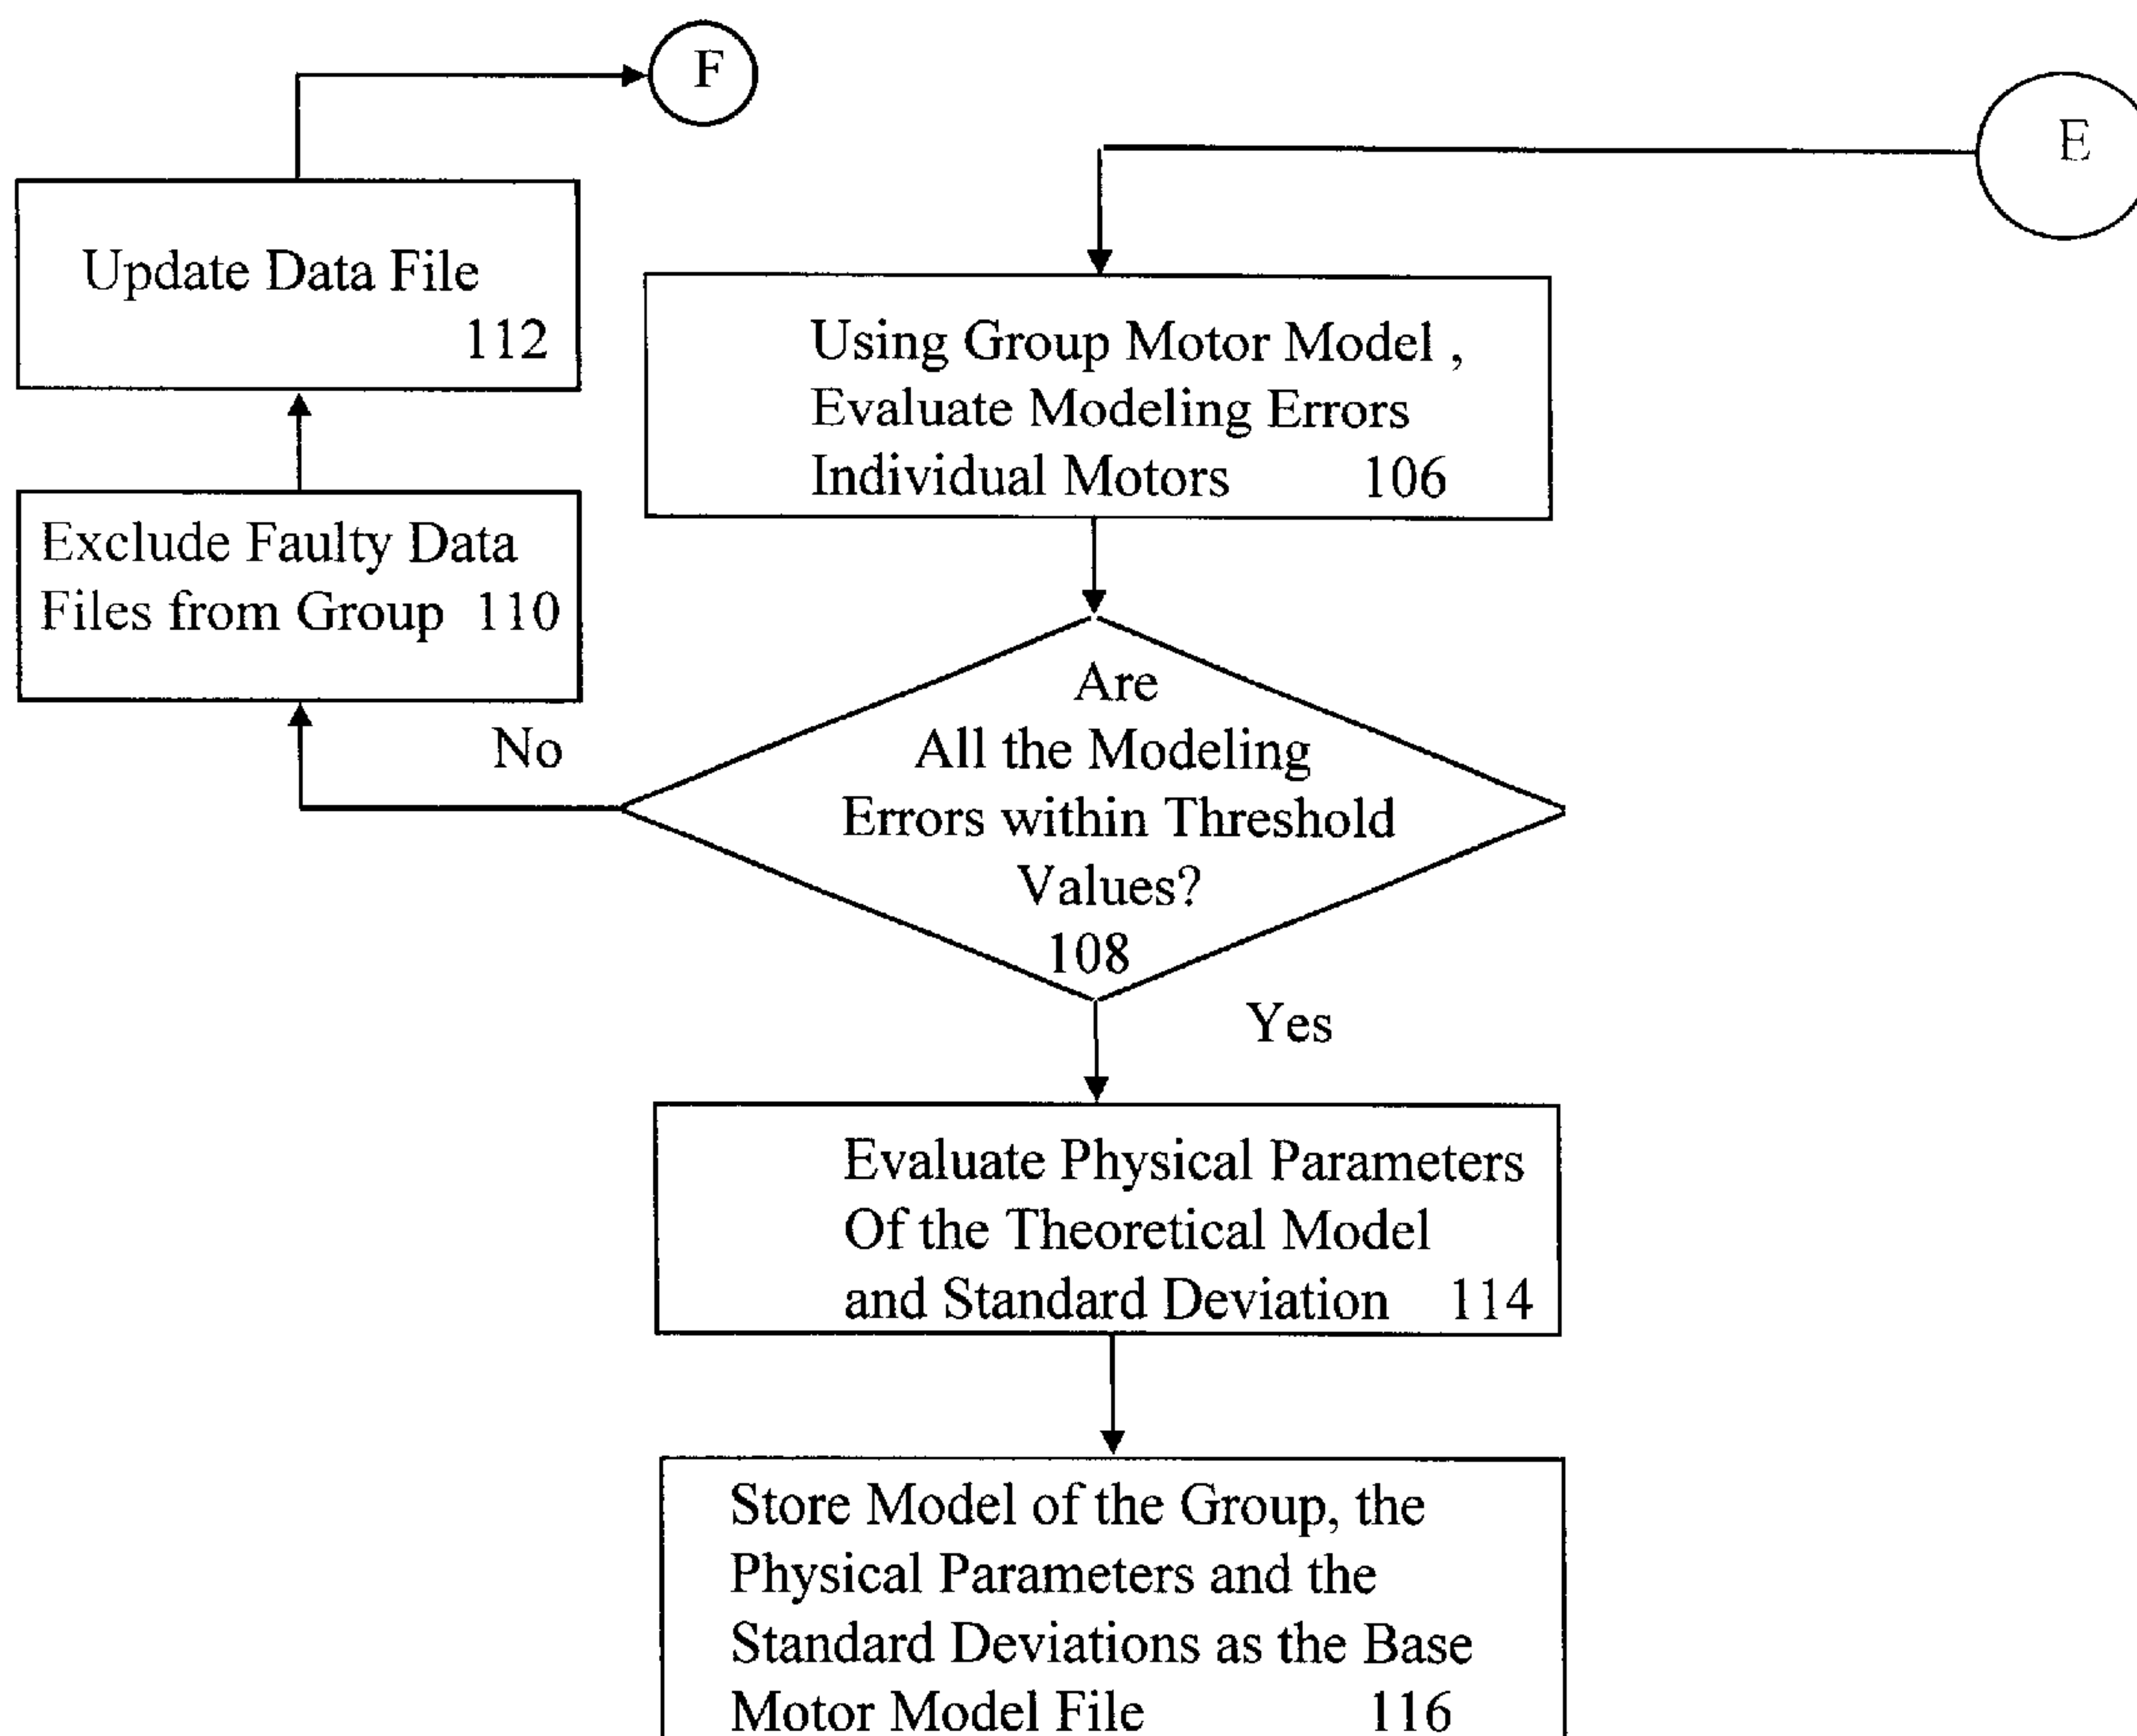 F
E
Update Data File
112
Using Group Motor Model ,
Evaluate Modeling Errors
Individual Motors 106
Exclude Faulty Data
Files from Group 110
No
Are
All the Modeling
Errors within Threshold
Values?
108
Yes
Evaluate Physical Parameters
Of the Theoretical Model
and Standard Deviation 114
Store Model of the Group, the
Physical Parameters and the
Standard Deviations as the Base
Motor Model File 116